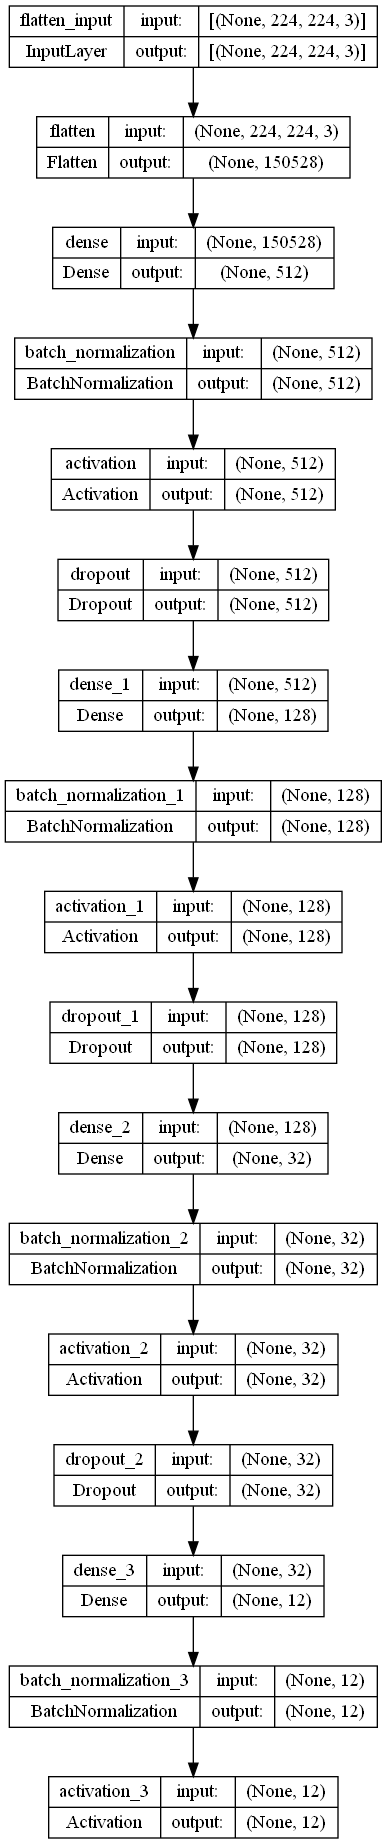 flatten_input input: [(None, 224, 224, 3)]
InputLayer output: [(None, 224, 224, 3)]
flatten input: (None, 224, 224, 3)
Flatten output: (None, 150528)
dense input: (None, 150528)
Dense output: (None, 512)
batch_normalization input: (None, 512)
BatchNormalization output: (None, 512)
activation input: (None, 512)
Activation output: (None, 512)
dropout input: (None, 512)
Dropout output: (None, 512)
dense_1 input: (None, 512)
Dense output: (None, 128)
batch_normalization_1 input: (None, 128)
BatchNormalization output: (None, 128)
activation_1 input: (None, 128)
Activation output: (None, 128)
dropout_1 input: (None, 128)
Dropout output: (None, 128)
dense_2 input: (None, 128)
Dense output: (None, 32)
batch_normalization_2 input: (None, 32)
BatchNormalization output: (None, 32)
activation_2 input: (None, 32)
Activation output: (None, 32)
dropout_2 input: (None, 32)
Dropout output: (None, 32)
dense_3 input: (None, 32)
Dense output: (None, 12)
batch_normalization_3 input: (None, 12)
BatchNormalization output: (None, 12)
activation_3 input: (None, 12)
Activation output: (None, 12)